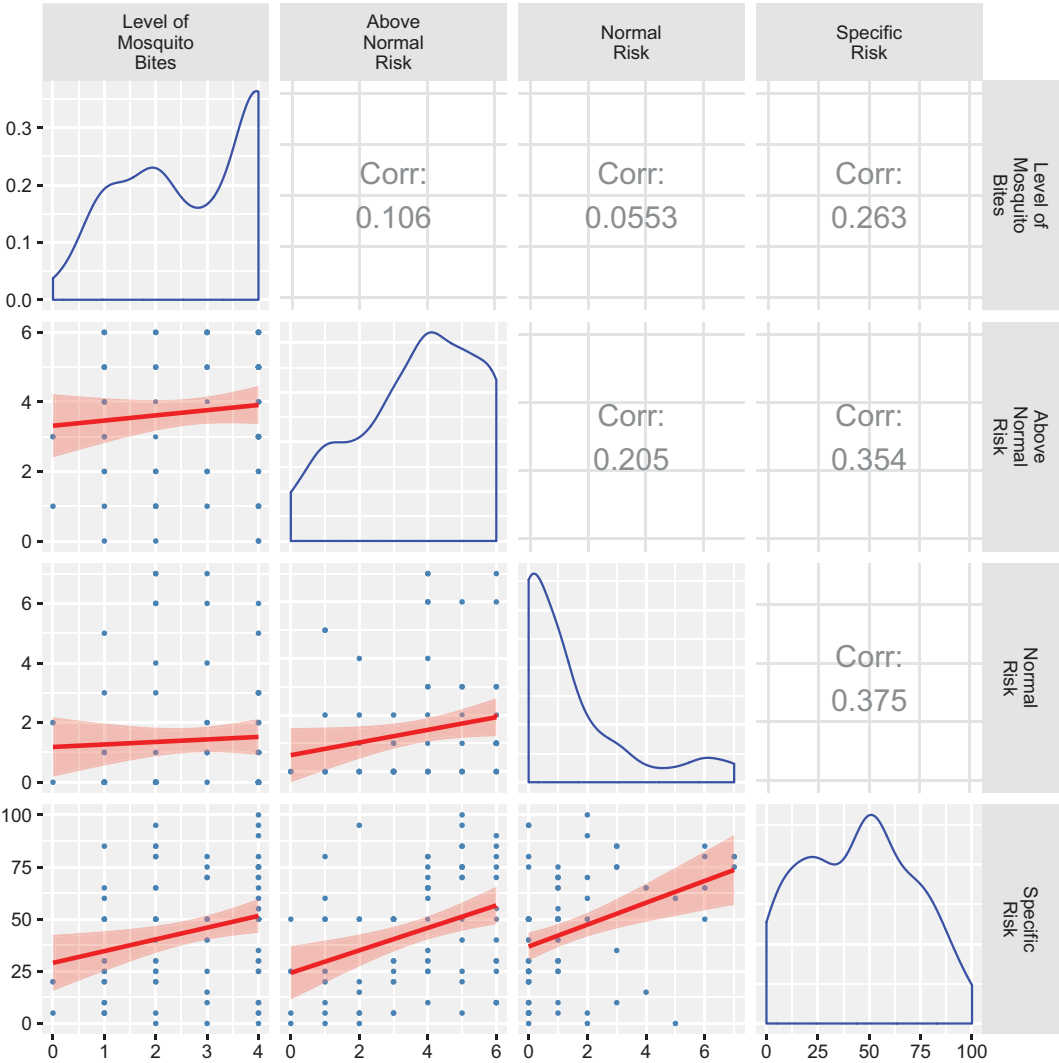 Level of
Mosquito
Bites
Above
Normal
Risk
Normal
Risk
Specific
Risk
0.3
0.2
0.1
0.0
Corr:
0.106
Corr:
0.0553
Corr:
0.263
Level of
Mosquito
Bites
6
4
2
0
Corr:
0.205
Corr:
0.354
Above
Normal
Risk
6
4
2
0
Corr:
0.375
Normal
Risk
100
75
50
25
0
Specific
Risk
0 1 2 3 4
0 2 4 6
0 2 4 6
0 25 50 75 100